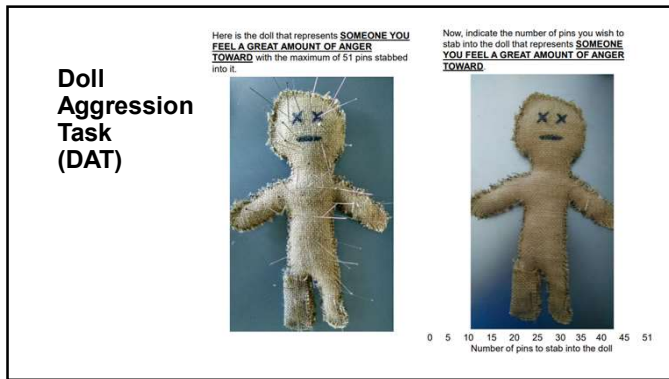 Doll
Aggression
Task
(DAT)
Here is the doll that represents SOMEONE YOU
FEEL A GREAT AMOUNT OF ANGER
TOWARD with the maximum of 51 pins stabbed
into it.
Now, indicate the number of pins you wish to
stab into the doll that represents SOMEONE
YOU FEEL A GREAT AMOUNT OF ANGER
TOWARD.
0 5 10 15 20 25 30 35 40 45 51
Number of pins to stab into the doll